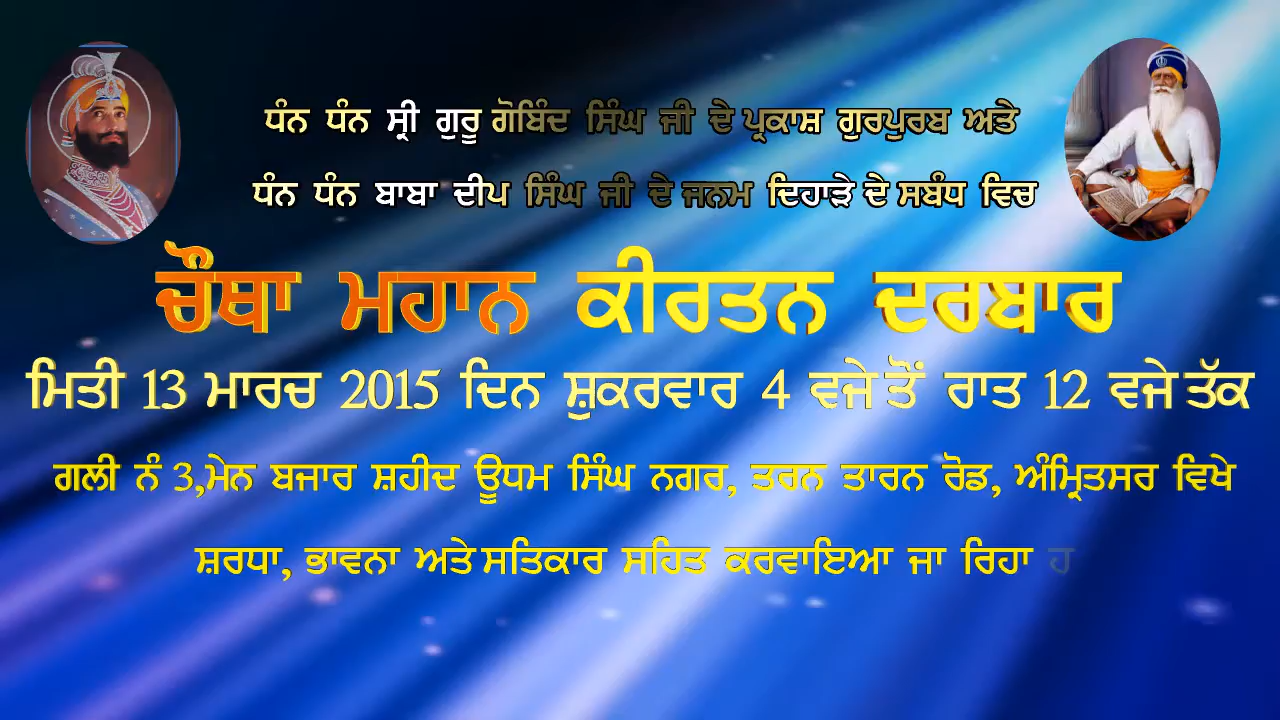 ਧੰਨ ਧੰਨ ਸ੍ਰੀ ਗੁਰੂ ਗੋਬਿੰਦ ਸਿੰਘ ਜੀ ਦੇ ਪ੍ਰਕਾਸ਼ ਗੁਰਪੁਰਬ ਅਤੇ
ਧੰਨ ਧੰਨ ਬਾਬਾ ਦੀਪ ਸਿੰਘ ਜੀ ਦੇ ਜਨਮ ਦਿਹਾੜੇ ਦੇ ਸਬੰਧ ਵਿਚ
ਚੌਥਾ ਮਹਾਨ ਕੀਰਤਨ ਦਰਬਾਰ
ਮਿਤੀ 13 ਮਾਰਚ 2015 ਦਿਨ ਸ਼ੁਕਰਵਾਰ 4 ਵਜੇ ਤੋਂ ਰਾਤ 12 ਵਜੇ ਤੱਕ
ਗਲੀ ਨੰ 3,ਮੇਨ ਬਜਾਰ ਸ਼ਹੀਦ ਊਧਮ ਸਿੰਘ ਨਗਰ, ਤਰਨ ਤਾਰਨ ਰੋਡ, ਅੰਮ੍ਰਿਤਸਰ ਵਿਖੇ
ਸ਼ਰਧਾ, ਭਾਵਨਾ ਅਤੇ ਸਤਿਕਾਰ ਸਹਿਤ ਕਰਵਾਇਆ ਜਾ ਰਿਹਾ